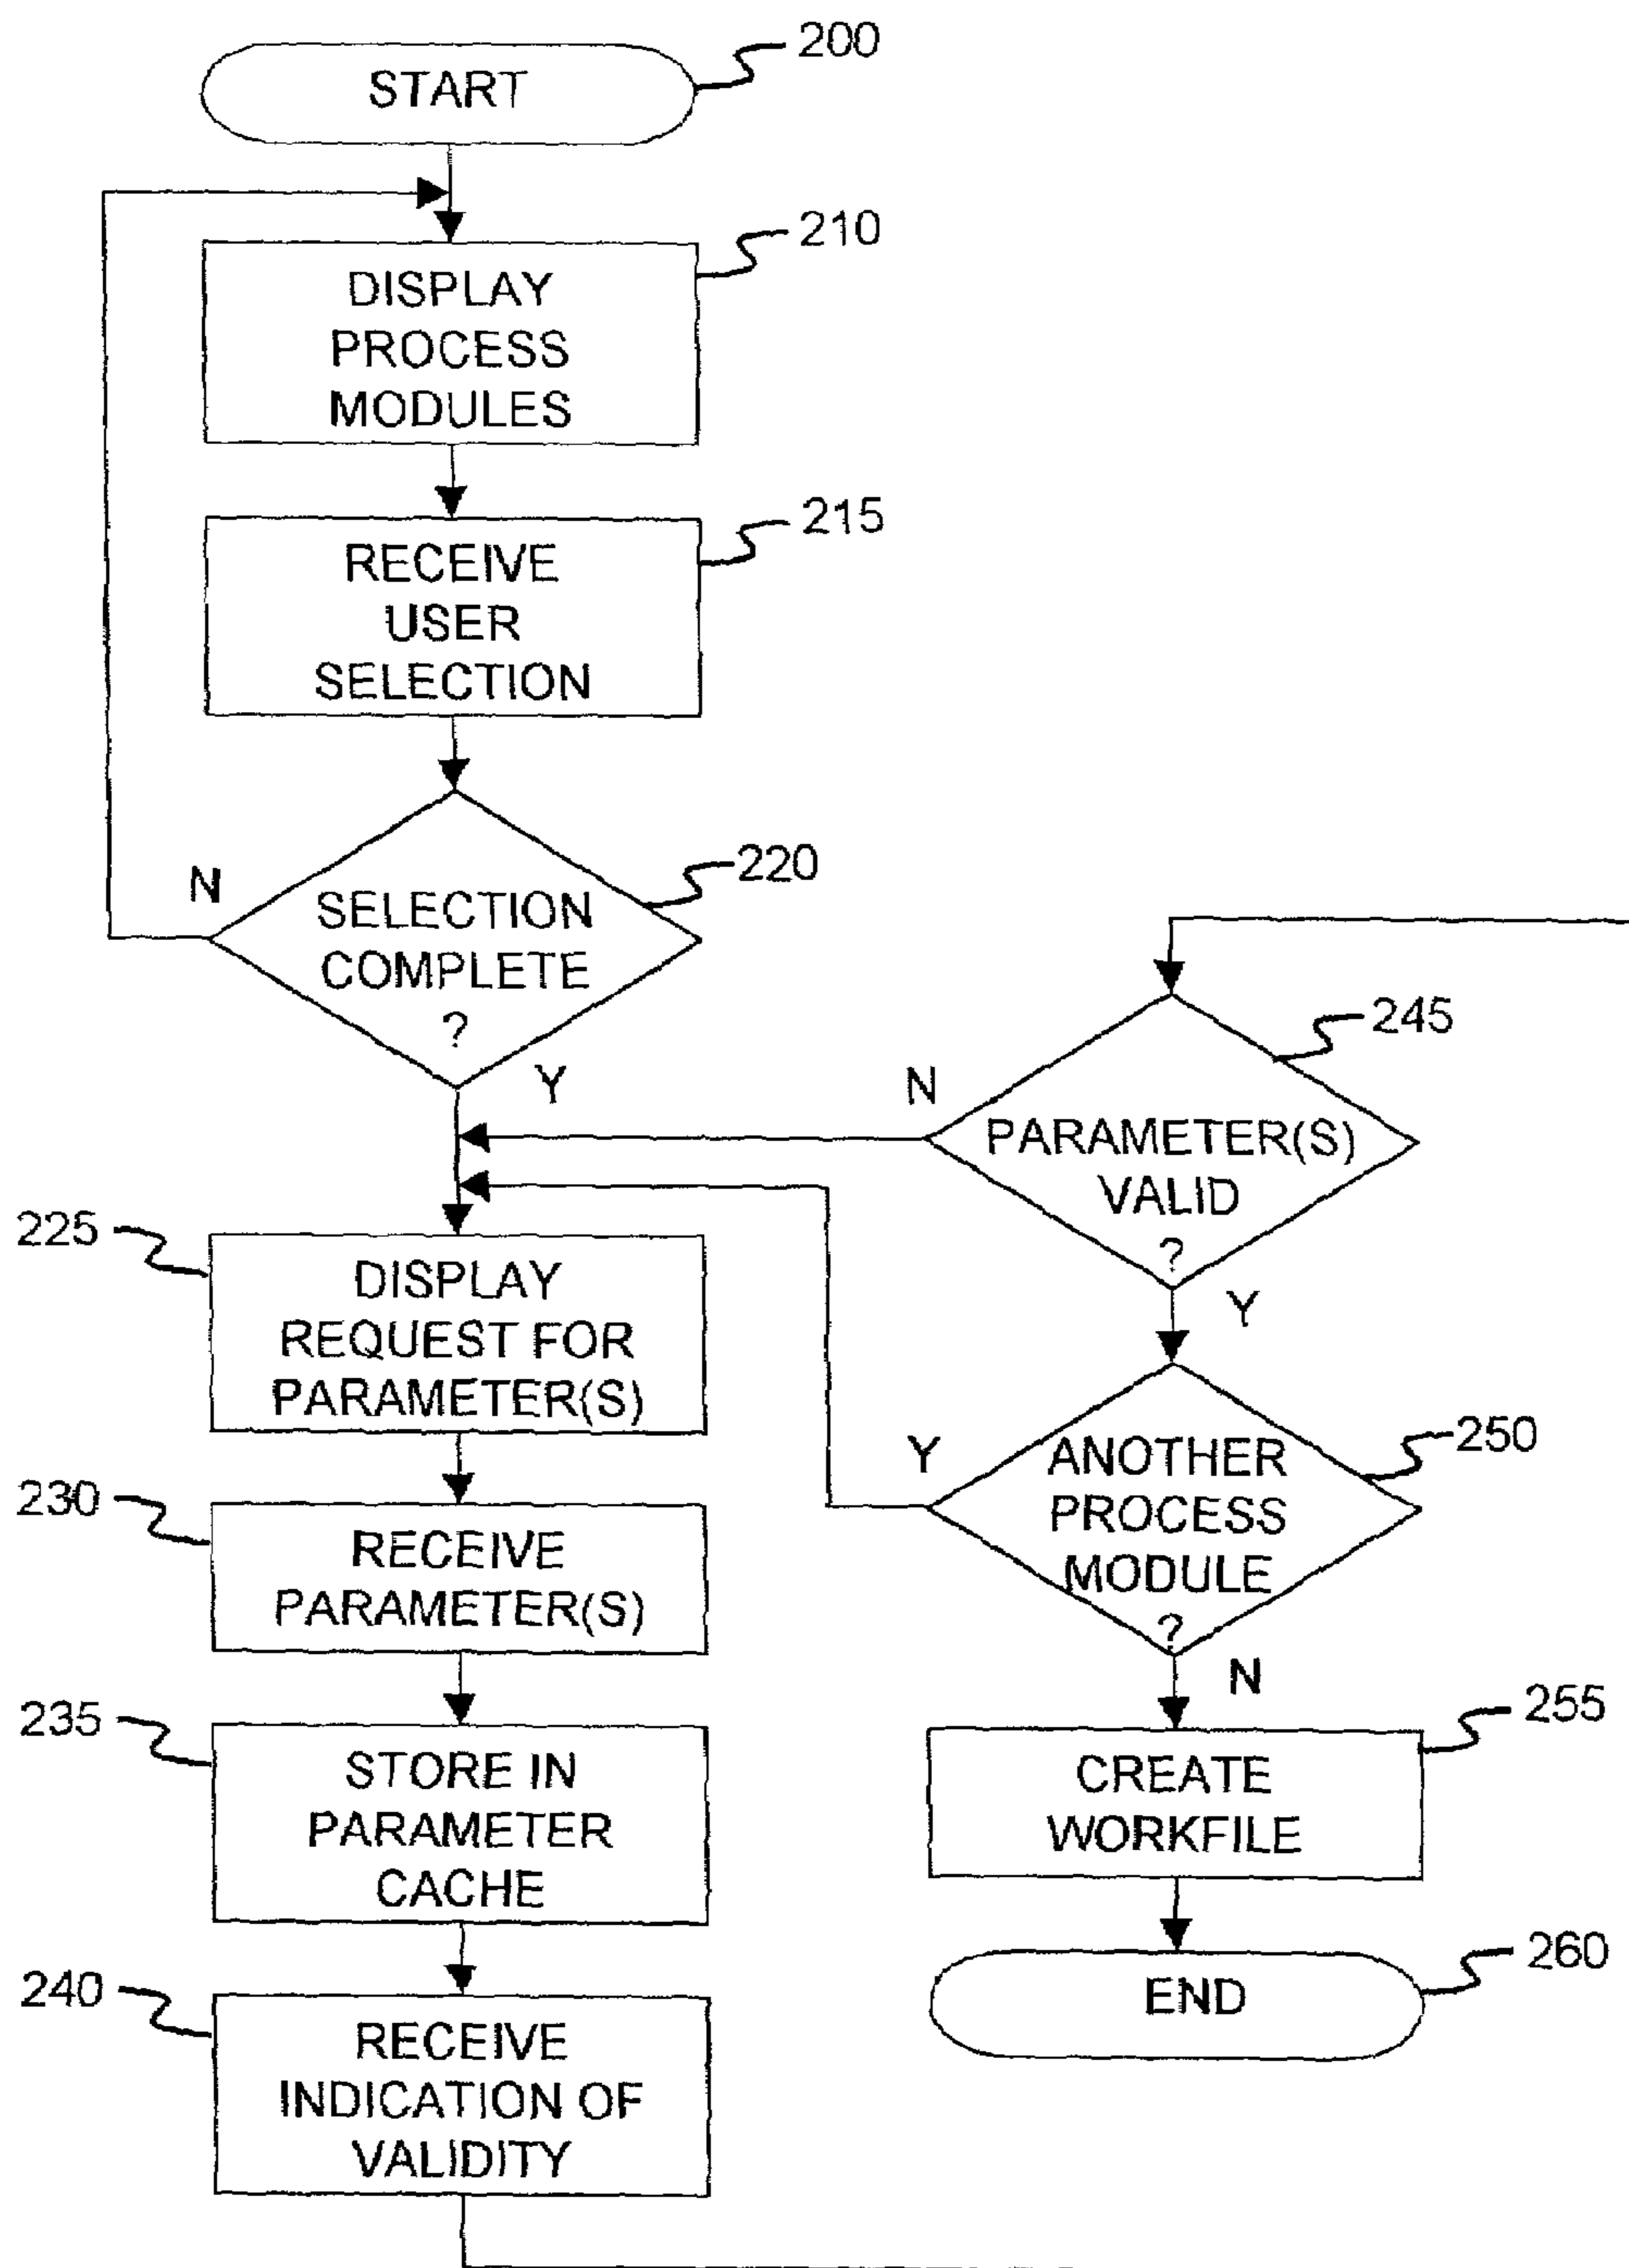 START
200
DISPLAY
PROCESS
MODULES
210
RECEIVE
USER
SELECTION
215
SELECTION
COMPLETE
?
220
N
Y
225
DISPLAY
REQUEST FOR
PARAMETER(S)
230
RECEIVE
PARAMETER(S)
235
STORE IN
PARAMETER
CACHE
240
RECEIVE
INDICATION OF
VALIDITY
245
PARAMETER(S)
VALID
?
N
Y
250
ANOTHER
PROCESS
MODULE
?
Y
N
255
CREATE
WORKFILE
260
END